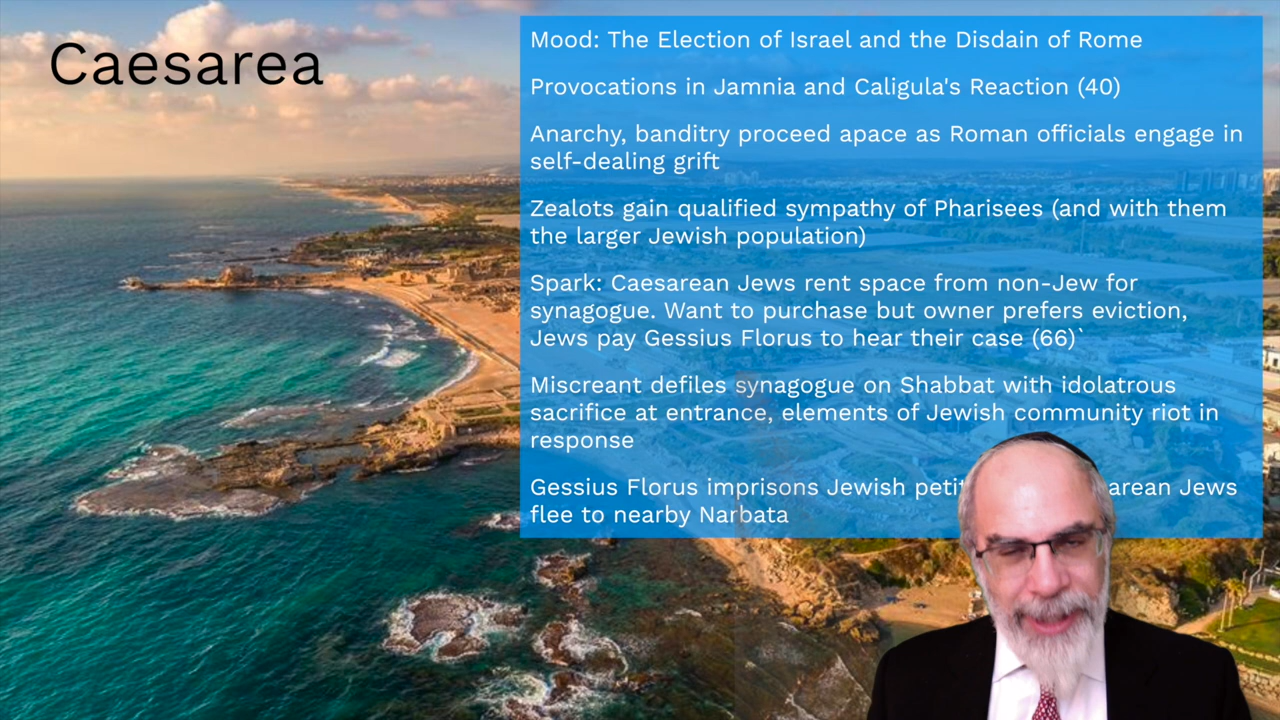 Caesarea
Mood: The Election of Israel and the Disdain of Rome
Provocations in Jamnia and Caligula's Reaction (40)
Anarchy, banditry proceed apace as Roman officials engage in
self-dealing grift
Zealots gain qualified sympathy of Pharisees (and with them
the larger Jewish population)
Spark: Caesarean Jews rent space from non-Jew for
synagogue. Want to purchase but owner prefers eviction,
Jews pay Gessius Florus to hear their case (66)`
Miscreant defiles synagogue on Shabbat with idolatrous
sacrifice at entrance, elements of Jewish community riot in
response
Gessius Florus imprisons Jewish Jews
flee to nearby Narbata